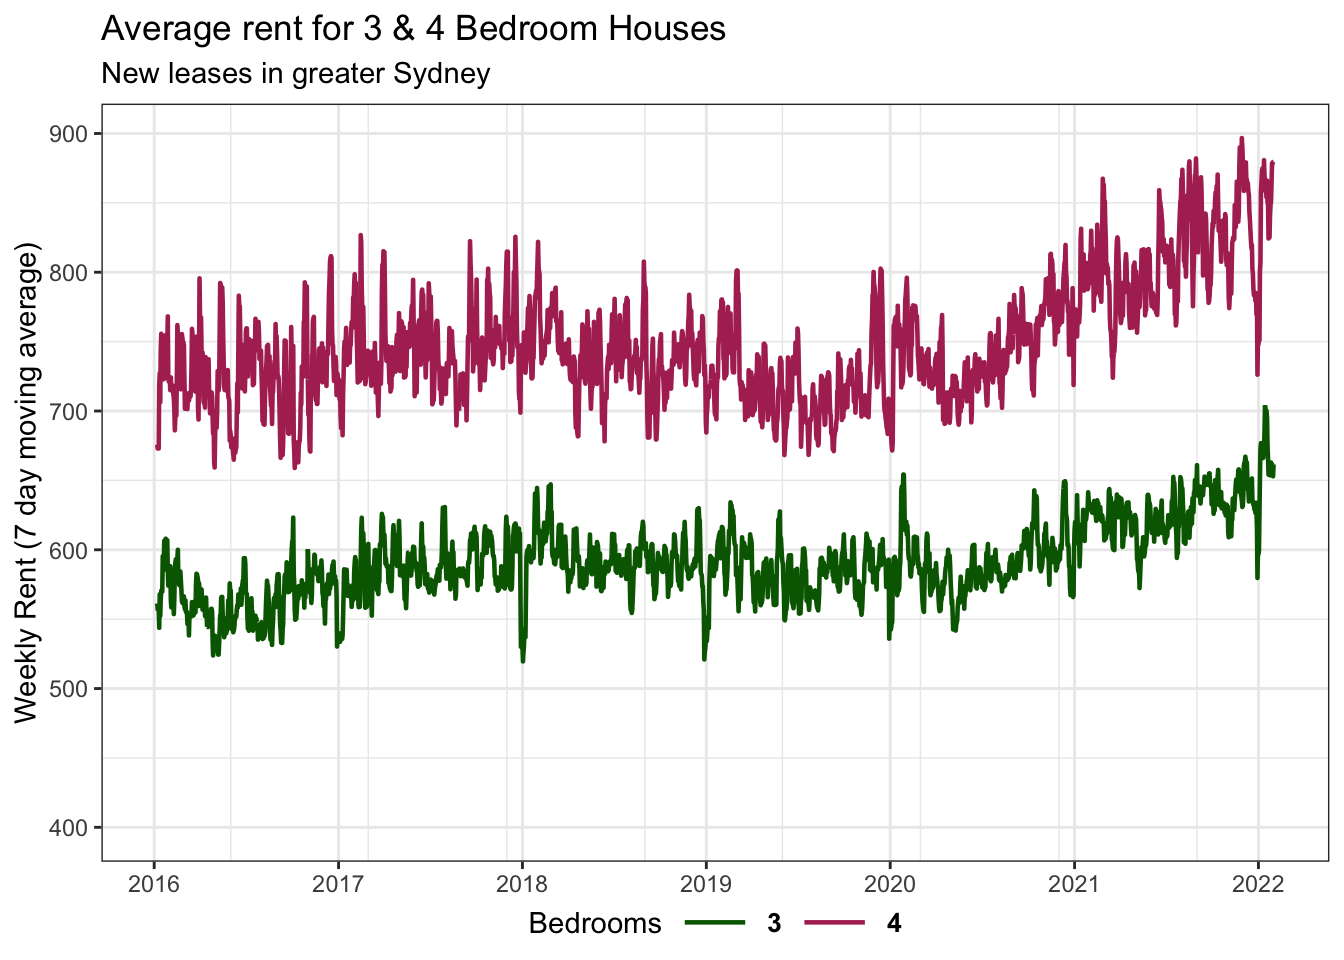 Average rent for 3 & 4 Bedroom Houses
New leases in greater Sydney
Weekly Rent (7 day moving average)
900
800
700
600
500
400
2016 2017 2018 2019 2020 2021 2022
Bedrooms 3 4